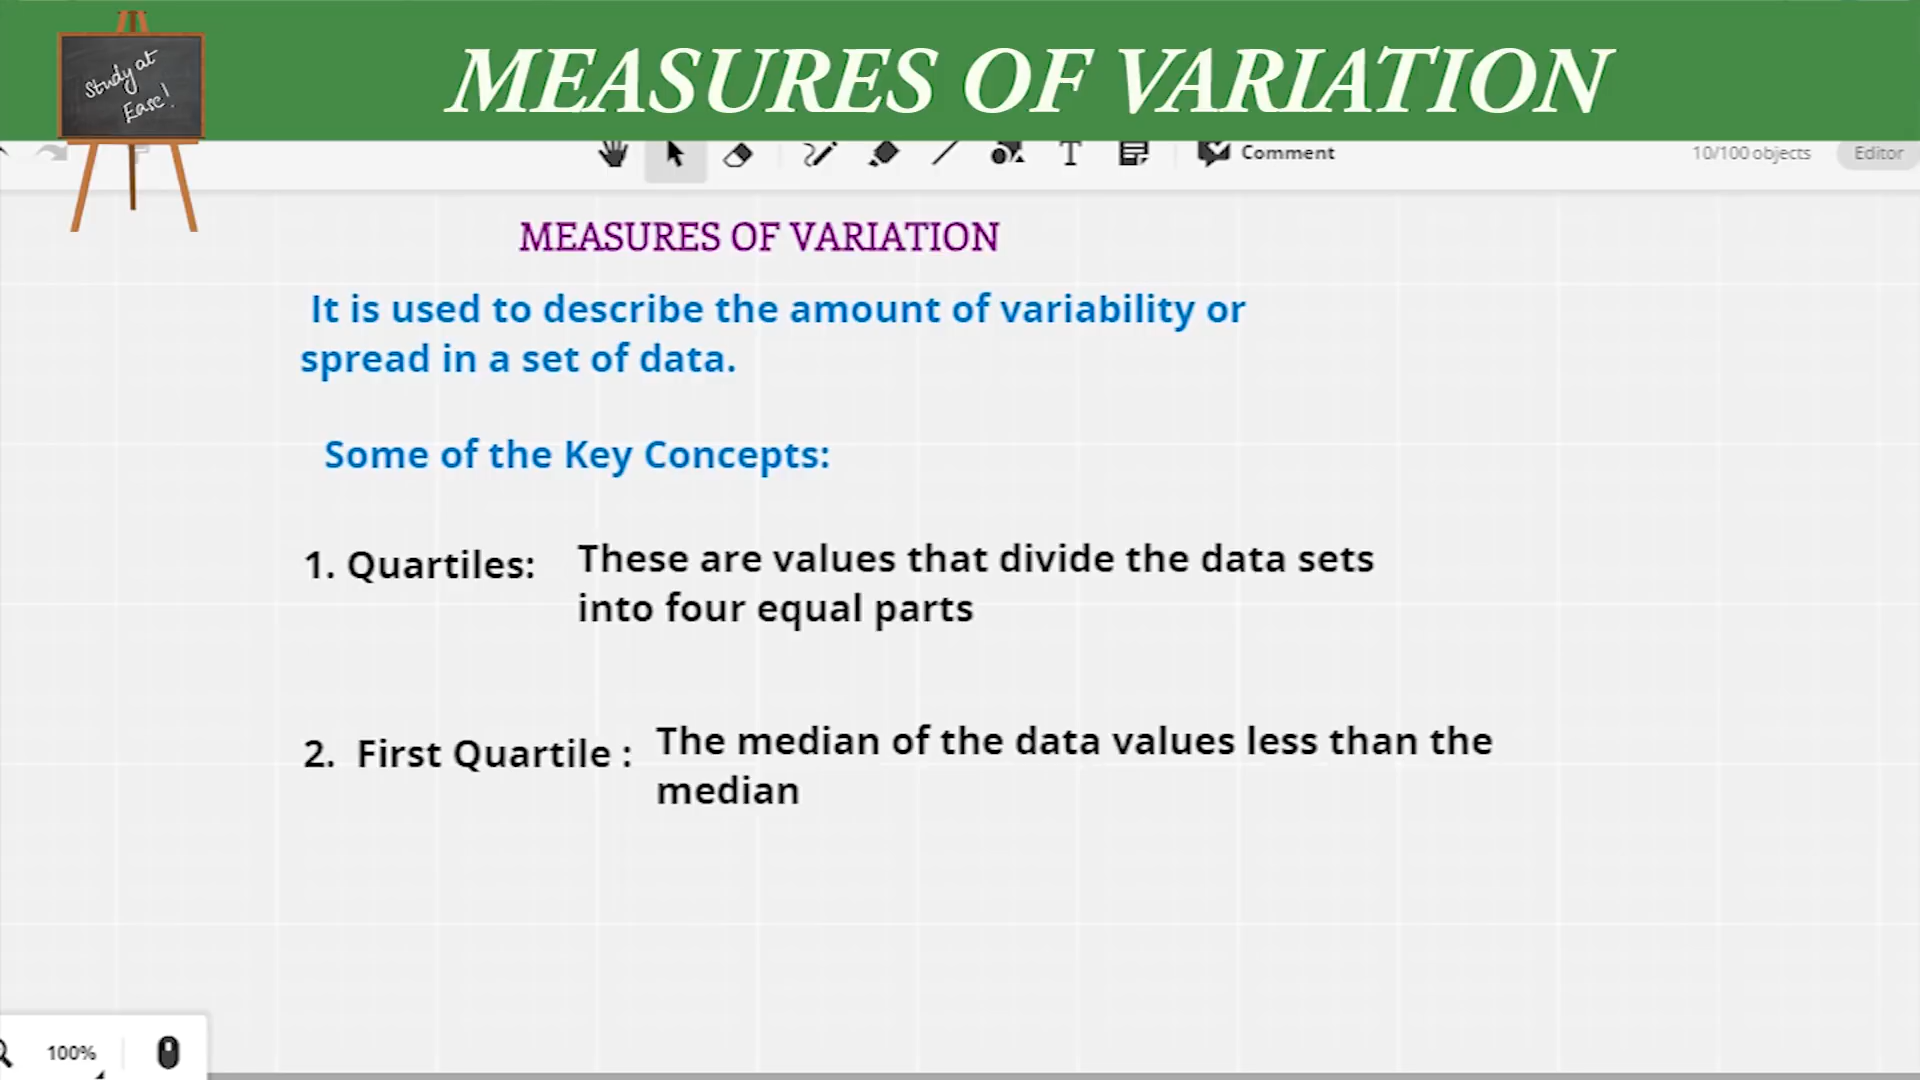 Study at
Ease!
MEASURES OF VARIATION
T
Comment
10/100 objects
Editor
MEASURES OF VARIATION
It is used to describe the amount of variability or
spread in a set of data.
Some of the Key Concepts:
1. Quartiles: These are values that divide the data sets
into four equal parts
2. First Quartile : The median of the data values less than the
median
100%